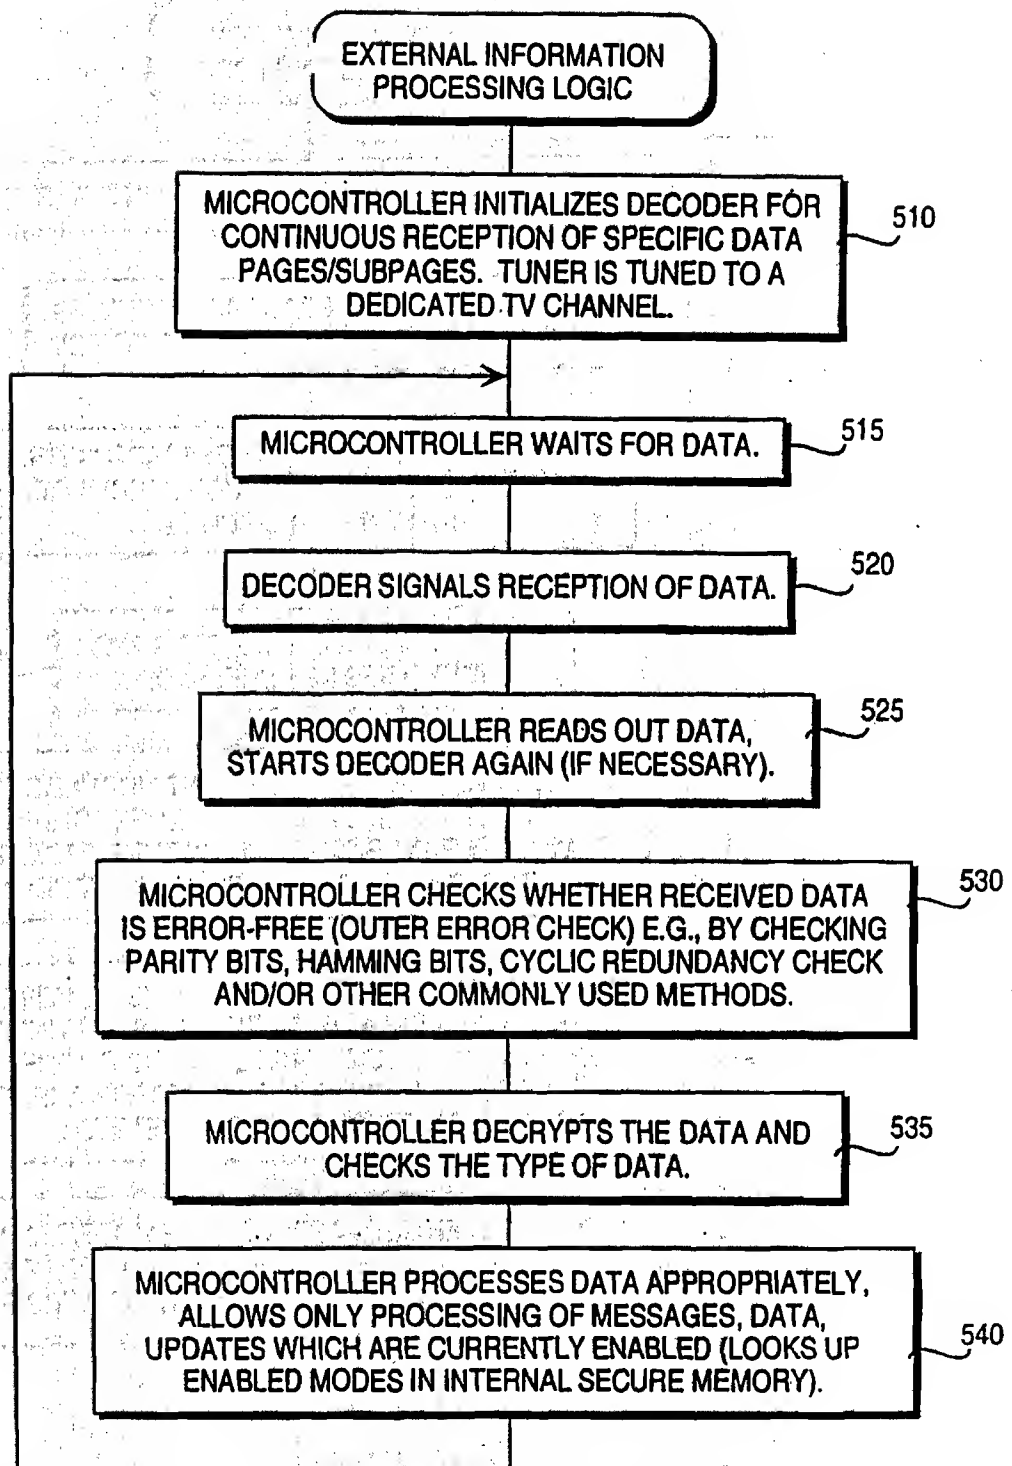 EXTERNAL INFORMATION
PROCESSING LOGIC
MICROCONTROLLER INITIALIZES DECODER FOR
CONTINUOUS RECEPTION OF SPECIFIC DATA
PAGES/SUBPAGES. TUNER IS TUNED TO A
DEDICATED TV CHANNEL.
510
MICROCONTROLLER WAITS FOR DATA.
515
DECODER SIGNALS RECEPTION OF DATA.
520
MICROCONTROLLER READS OUT DATA,
STARTS DECODER AGAIN (IF NECESSARY).
525
MICROCONTROLLER CHECKS WHETHER RECEIVED DATA
IS ERROR-FREE (OUTER ERROR CHECK) E.G., BY CHECKING
PARITY BITS, HAMMING BITS, CYCLIC REDUNDANCY CHECK
AND/OR OTHER COMMONLY USED METHODS.
530
MICROCONTROLLER DECRYPTS THE DATA AND
CHECKS THE TYPE OF DATA.
535
MICROCONTROLLER PROCESSES DATA APPROPRIATELY,
ALLOWS ONLY PROCESSING OF MESSAGES, DATA,
UPDATES WHICH ARE CURRENTLY ENABLED (LOOKS UP
ENABLED MODES IN INTERNAL SECURE MEMORY).
540